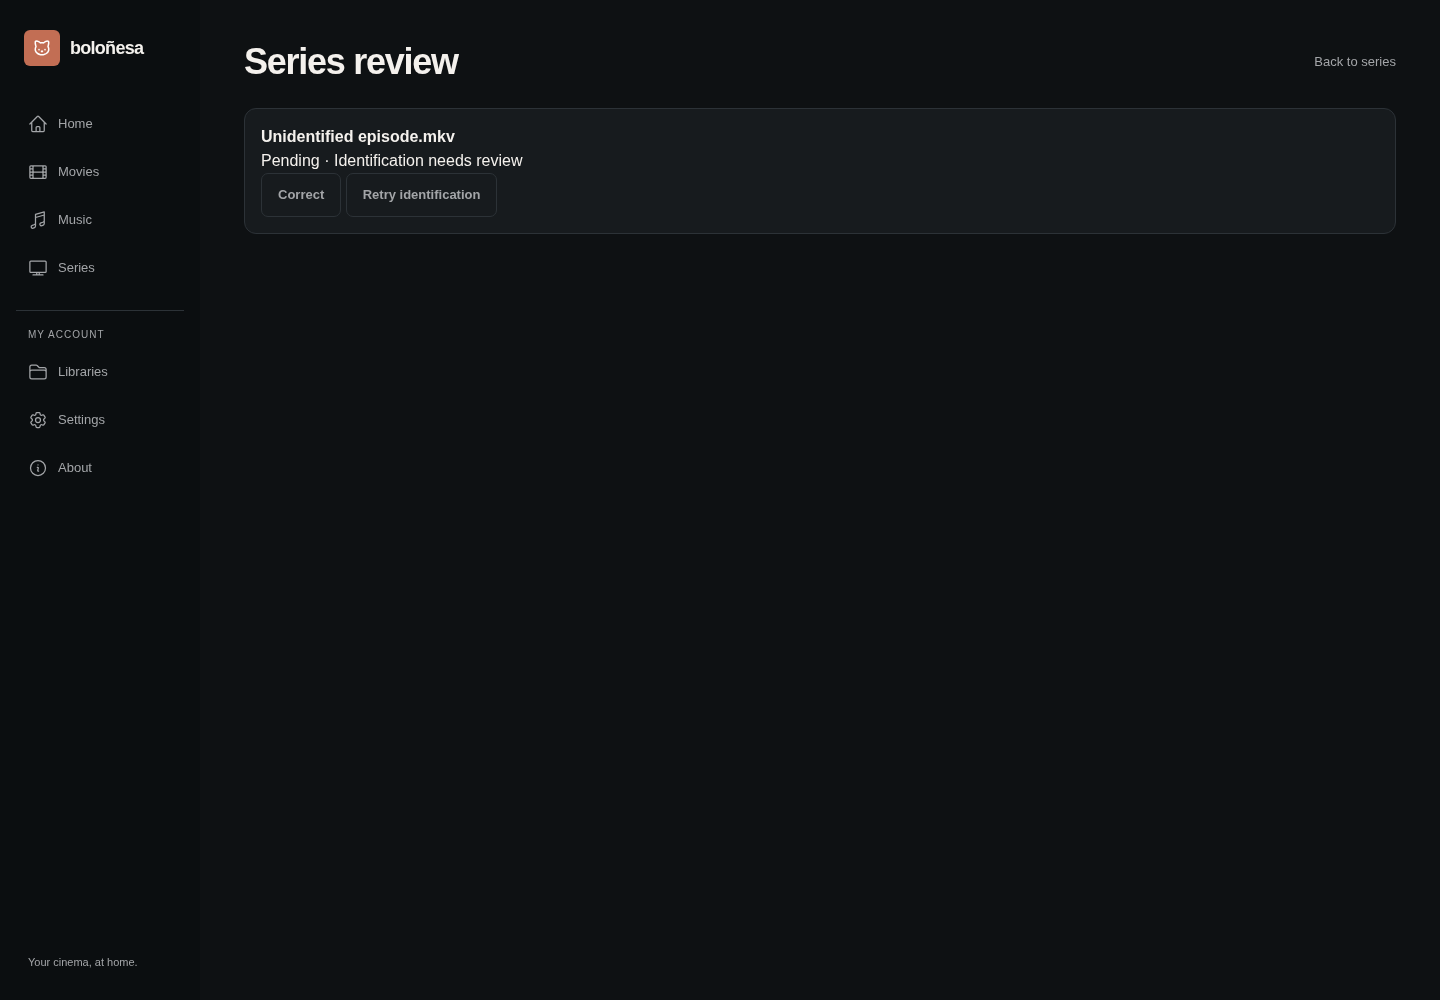 boloñesa
Home
Movies
Music
Series
MY ACCOUNT
Libraries
Settings
About
Your cinema, at home.
Series review
Back to series
Unidentified episode.mkv
Pending · Identification needs review
Correct
Retry identification